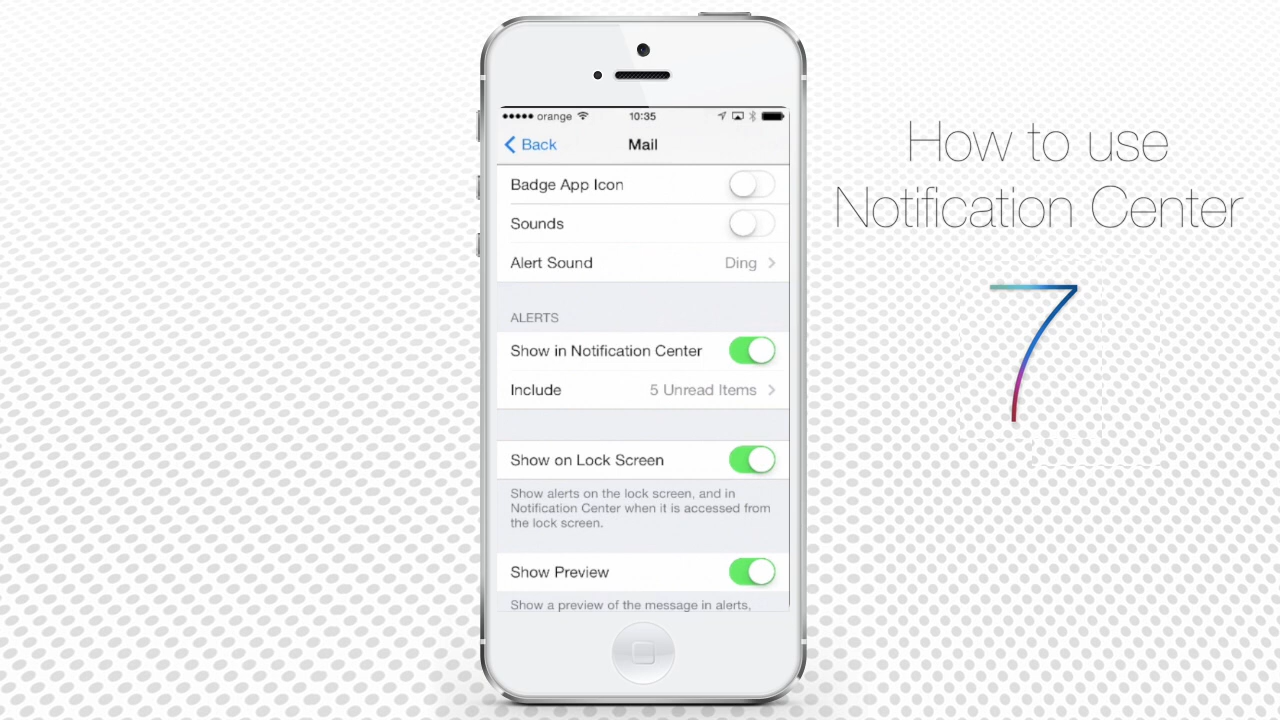 orange
10:35
Back
Mail
Badge App Icon
Sounds
Alert Sound
Ding
ALERTS
Show in Notification Center
Include
5 Unread Items
Show on Lock Screen
Show alerts on the lock screen, and in
Notification Center when it is accessed from
the lock screen.
Show Preview
Show a preview of the message in alerts,
How to use
Notification Center
7